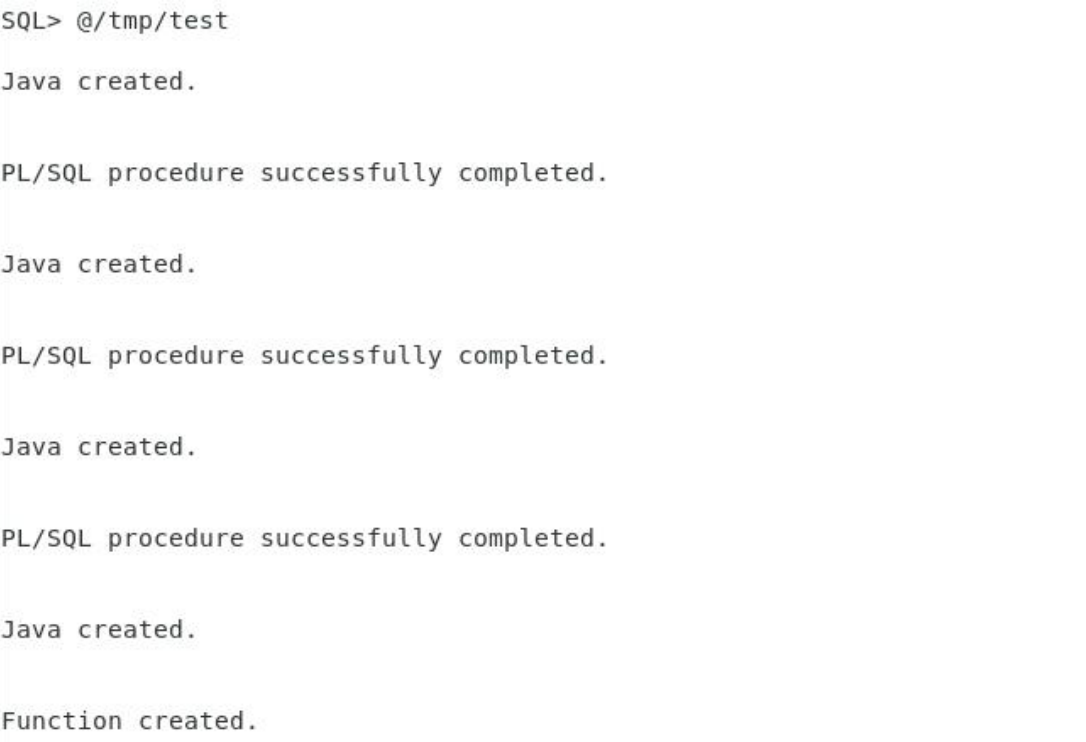 SQL> @/tmp/test
Java created.
PL/SQL procedure successfully completed.
Java created.
PL/SQL procedure successfully completed.
Java created.
PL/SQL procedure successfully completed.
Java created.
Function created.